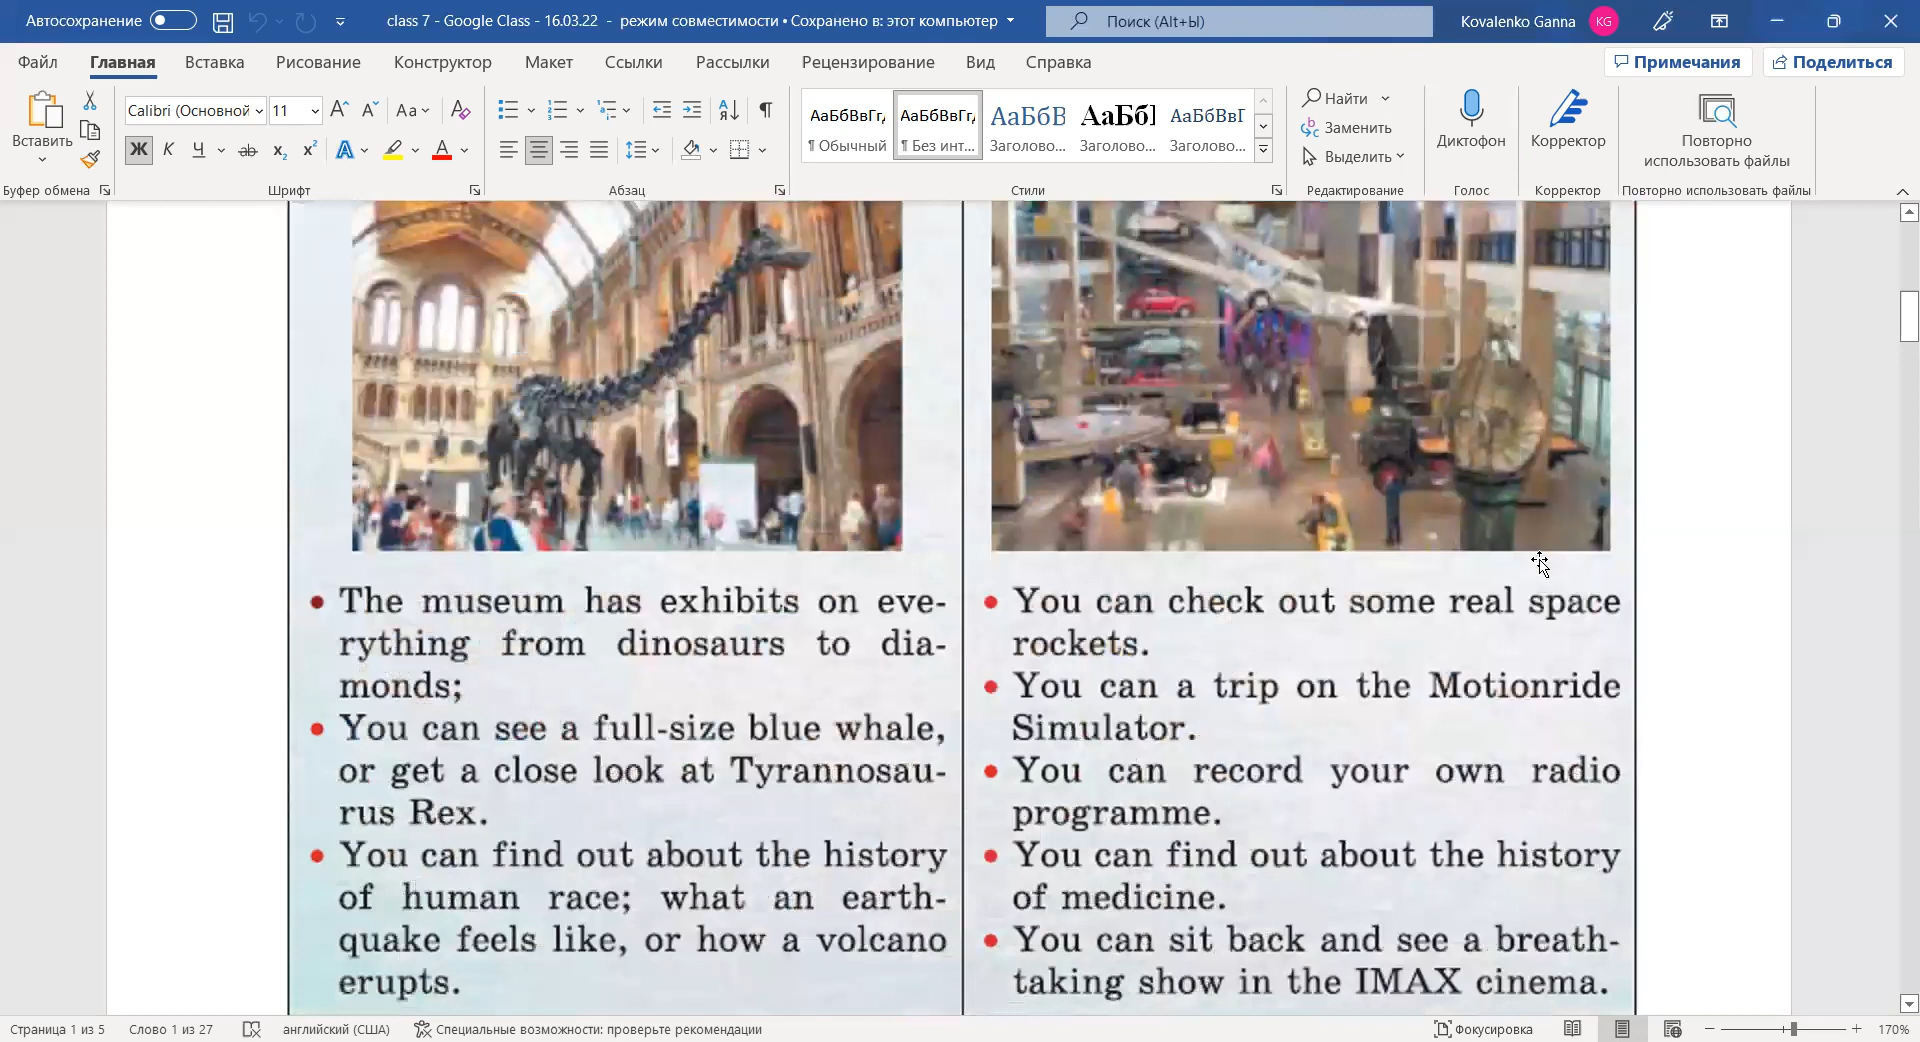 Автосохранение
class 7 - Google Class - 16.03.22 - режим совместимости • Сохранено в: этот компьютер
Поиск (Alt+Ы)
Kovalenko Ganna
KG
Файл
Главная
Вставка
Рисование
Конструктор
Макет
Ссылки
Рассылки
Рецензирование
Вид
Справка
Примечания
Поделиться
Вставить
Буфер обмена
Calibri (Основной
11
Aa
Ж К Ч ab x₂ x² A A
Шрифт
Абзац
АаБбВвГг,
¶ Обычный
АаБбВвГг,
¶ Без инт...
АаБбВ
Заголово...
АаБб]
Заголово...
АаБбВвГ
Заголово...
Стили
Найти
Заменить
Выделить
Редактирование
Диктофон
Голос
Корректор
Корректор
Повторно
использовать файлы
Повторно использовать файлы
• The museum has exhibits on eve-
rything from dinosaurs to dia-
monds;
• You can see a full-size blue whale,
or get a close look at Tyrannosau-
rus Rex.
• You can find out about the history
of human race; what an earth-
quake feels like, or how a volcano
erupts.
• You can check out some real space
rockets.
• You can a trip on the Motionride
Simulator.
• You can record your own radio
programme.
• You can find out about the history
of medicine.
• You can sit back and see a breath-
taking show in the IMAX cinema.
Страница 1 из 5
Слово 1 из 27
английский (США)
Специальные возможности: проверьте рекомендации
Фокусировка
170%